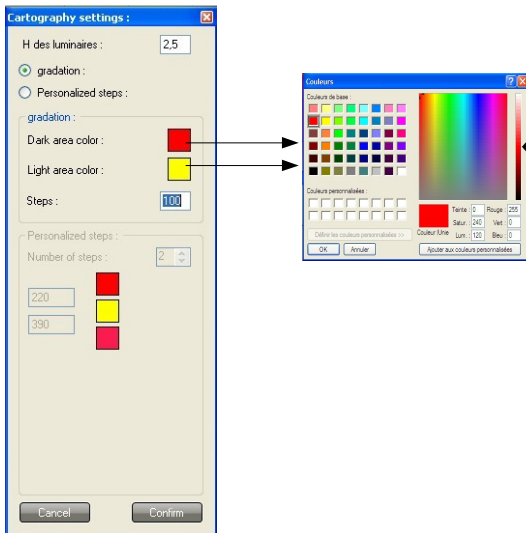 Cartography settings :
H des luminaires : 2,5
gradation :
Personalized steps :
gradation :
Dark area color :
Light area color :
Steps : 100
Personalized steps :
Number of steps : 2
220
390
Cancel Confirm
Couleurs
Couleurs de base :
Couleurs personnalisées :
Définir les couleurs personnalisées >>
OK Annuler
Couleur|Unie
Teinte : 0 Rouge : 255
Satur. : 240 Vert : 0
Lum. : 120 Bleu : 0
Ajouter aux couleurs personnalisées